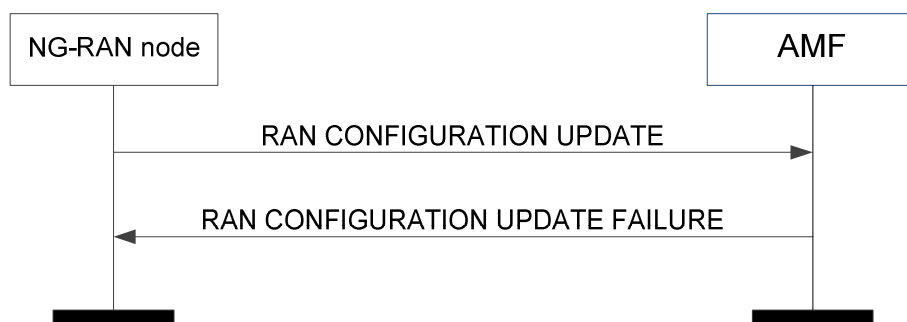 NG-RAN node
AMF
RAN CONFIGURATION UPDATE
RAN CONFIGURATION UPDATE FAILURE